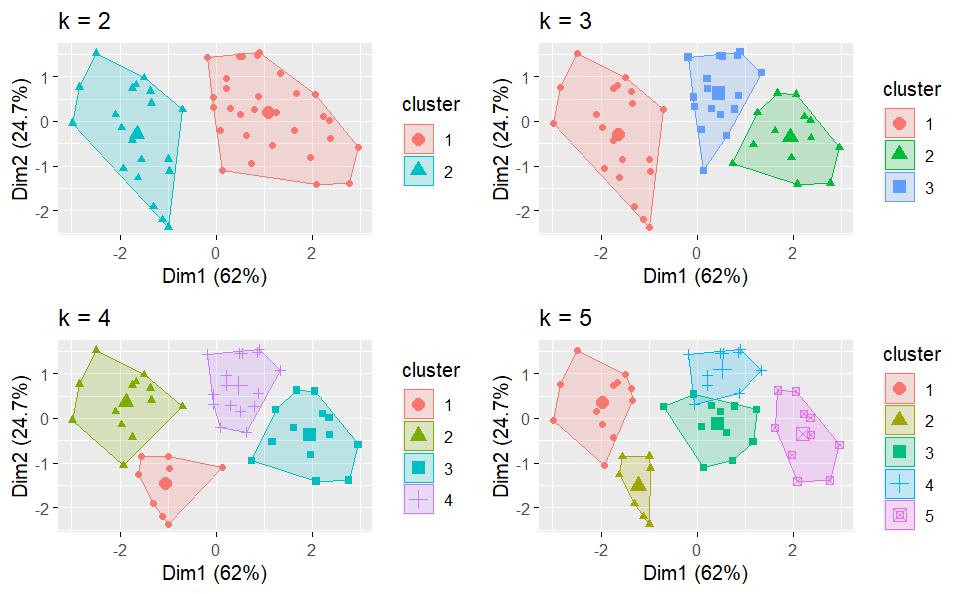 k = 2
1
0
-1
-2
Dim2 (24.7%)
-2
0
2
Dim1 (62%)
cluster
1
2
k = 3
1
0
-1
-2
Dim2 (24.7%)
-2
0
2
Dim1 (62%)
cluster
1
2
3
k = 4
1
0
-1
-2
Dim2 (24.7%)
-2
0
2
Dim1 (62%)
cluster
1
2
3
4
k = 5
1
0
-1
-2
Dim2 (24.7%)
-2
0
2
Dim1 (62%)
cluster
1
2
3
4
5